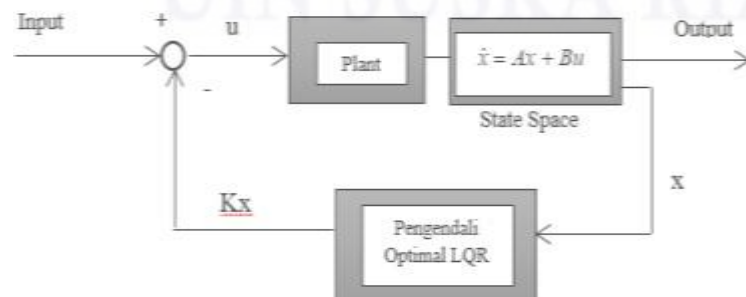 Input
+
u
-
Plant
ẋ = Ax + Bu
Output
State Space
x
Kx
Pengendali
Optimal LQR